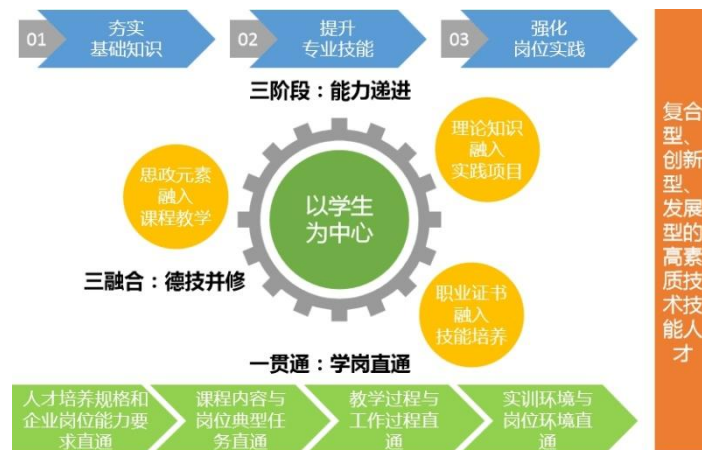 01
夯实
基础知识
02
提升
专业技能
03
强化
岗位实践
三阶段：能力递进
思政元素
融入
课程教学
理论知识
融入
实践项目
以学生
为中心
三融合：德技并修
职业证书
融入
技能培养
一贯通：学岗直通
人才培养规格和
企业岗位能力要
求直通
课程内容与
岗位典型任
务直通
教学过程与
工作过程直
通
实训环境与
岗位环境直
通
复合
型、
创新
型、
发展
型的
高素
质技
术技
能人
才